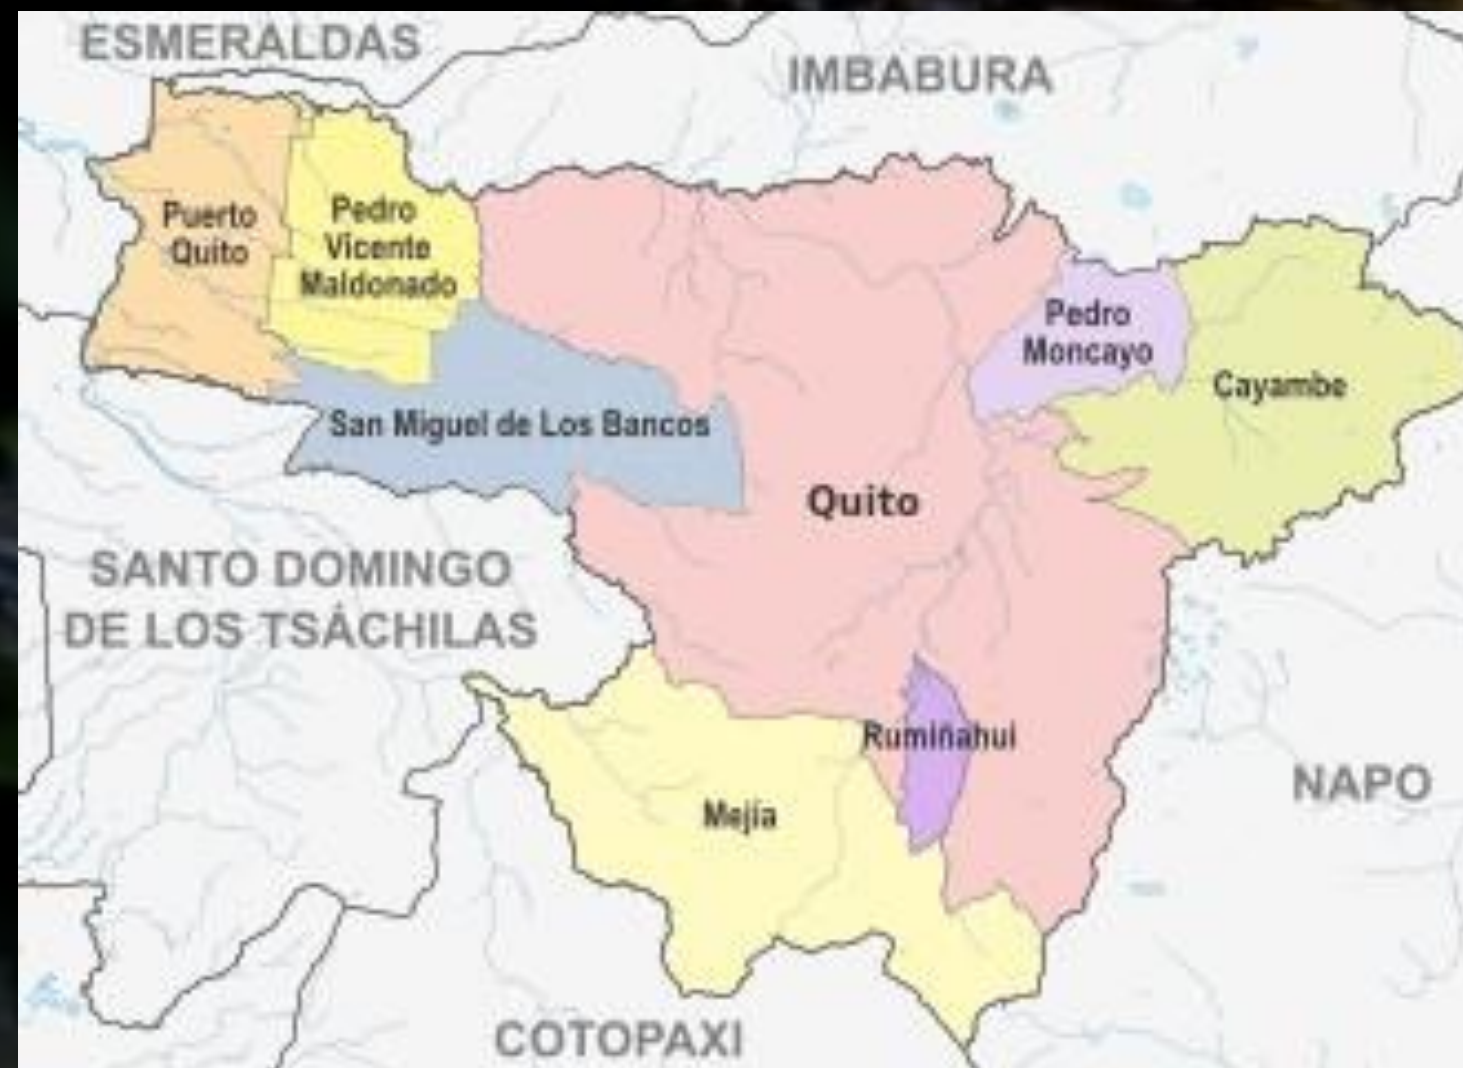 ESMERALDAS
IMBABURA
Puerto
Quito
Pedro
Vicente
Maldonado
Pedro
Moncayo
Cayambe
San Miguel de Los Bancos
Quito
SANTO DOMINGO
DE LOS TSÁCHILAS
Rumiñahui
NAPO
Mejía
COTOPAXI